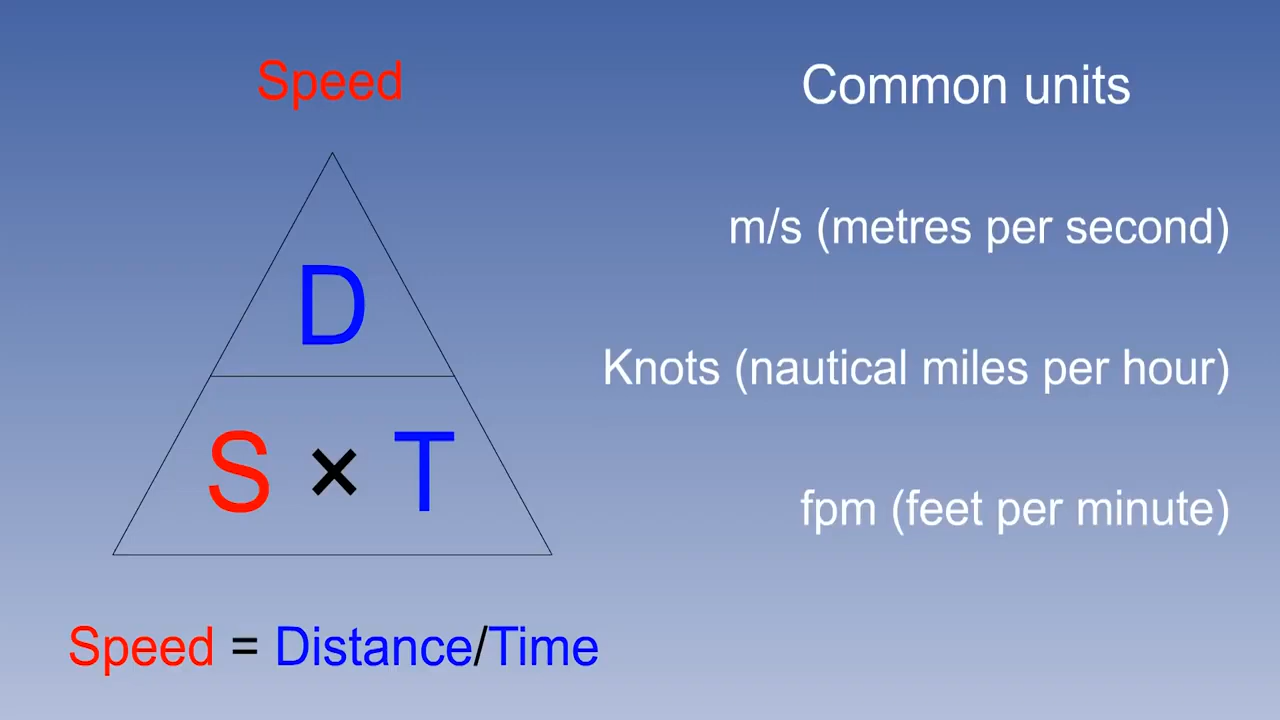 Speed
D
S × T
Speed = Distance/Time
Common units
m/s (metres per second)
Knots (nautical miles per hour)
fpm (feet per minute)